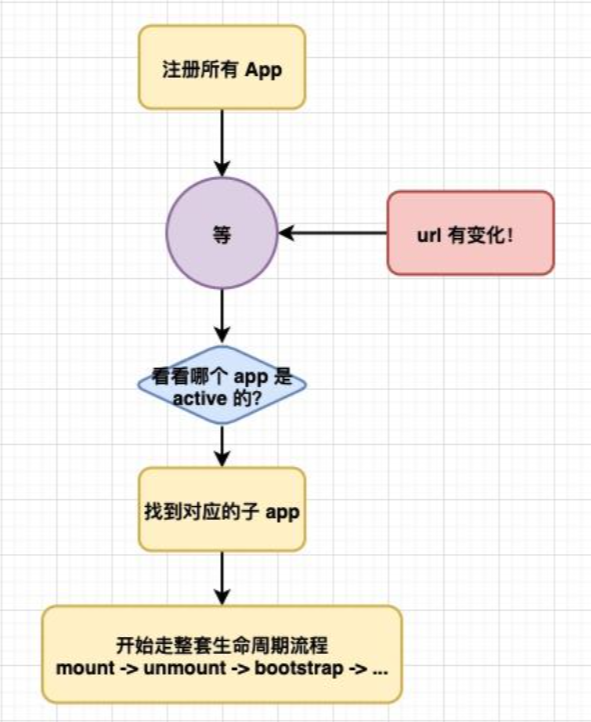 注册所有 App
等
url 有变化！
看看哪个 app 是
active 的？
找到对应的子 app
开始走整套生命周期流程
mount -> unmount -> bootstrap -> ...